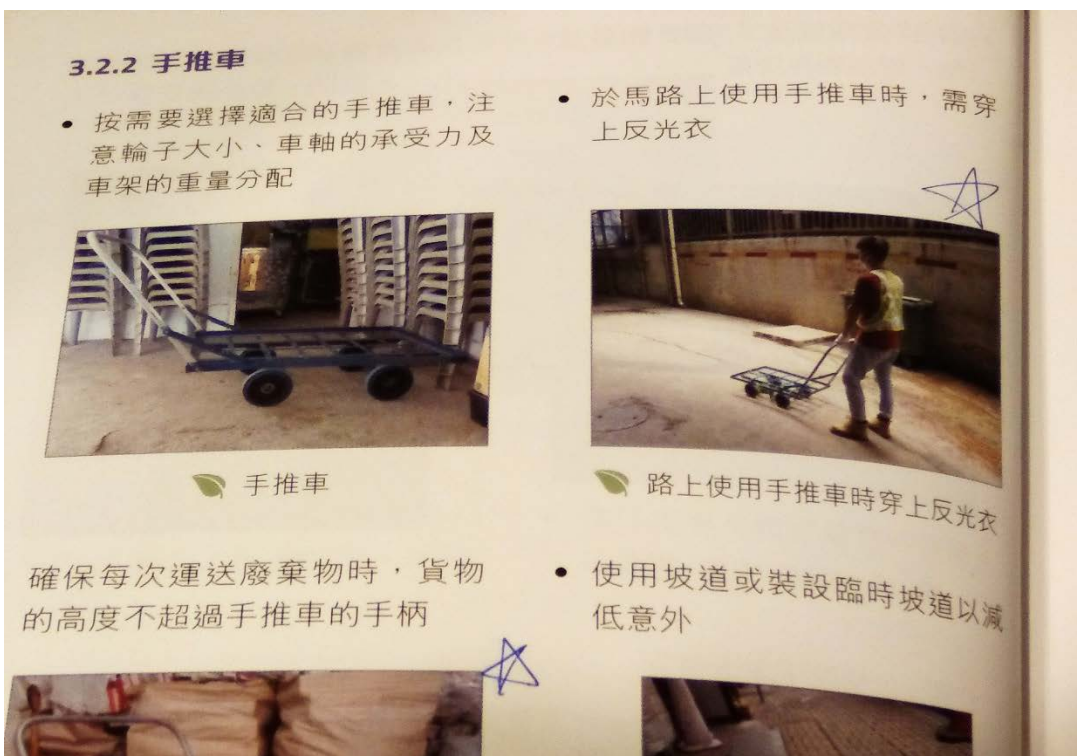 3.2.2 手推車
• 按需要選擇適合的手推車，注
意輪子大小、車軸的承受力及
車架的重量分配
手推車
確保每次運送廢棄物時，貨物
的高度不超過手推車的手柄
• 於馬路上使用手推車時，需穿
上反光衣
路上使用手推車時穿上反光衣
• 使用坡道或裝設臨時坡道以減
低意外